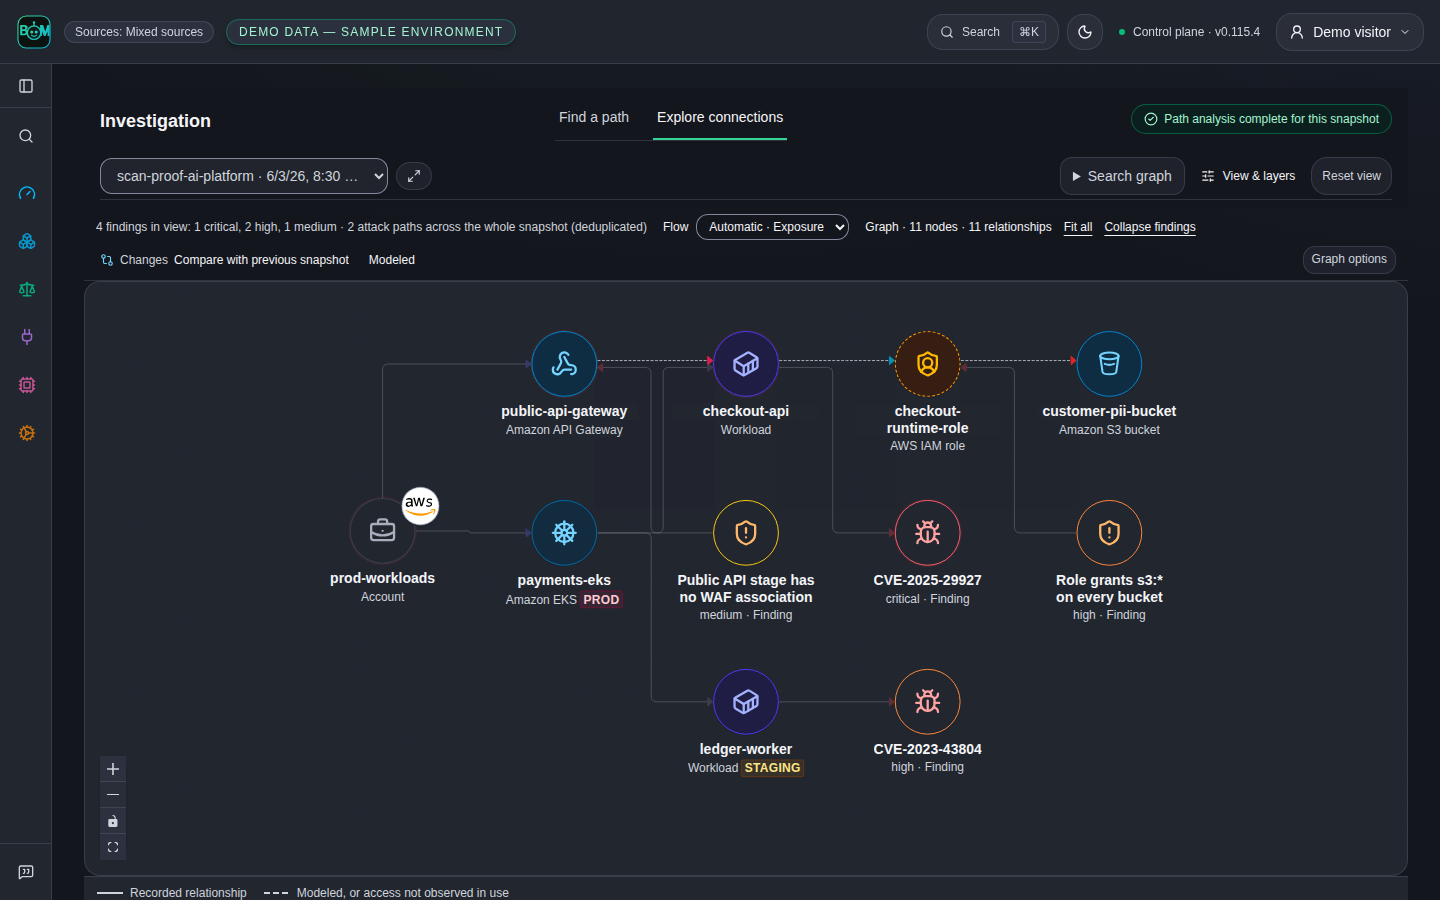 BOM
Sources: Mixed sources
DEMO DATA — SAMPLE ENVIRONMENT
Search
⌘K
Control plane · v0.115.4
Demo visitor
Investigation
Find a path
Explore connections
Path analysis complete for this snapshot
scan-proof-ai-platform · 6/3/26, 8:30 ...
Search graph
View & layers
Reset view
4 findings in view: 1 critical, 2 high, 1 medium · 2 attack paths across the whole snapshot (deduplicated)
Flow
Automatic · Exposure
Graph · 11 nodes · 11 relationships
Fit all
Collapse findings
Changes
Compare with previous snapshot
Modeled
Graph options
public-api-gateway
Amazon API Gateway
checkout-api
Workload
checkout-
runtime-role
AWS IAM role
customer-pii-bucket
Amazon S3 bucket
aws
prod-workloads
Account
payments-eks
Amazon EKS PROD
Public API stage has
no WAF association
medium · Finding
CVE-2025-29927
critical · Finding
Role grants s3:*
on every bucket
high · Finding
ledger-worker
Workload STAGING
CVE-2023-43804
high · Finding
Recorded relationship
Modeled, or access not observed in use